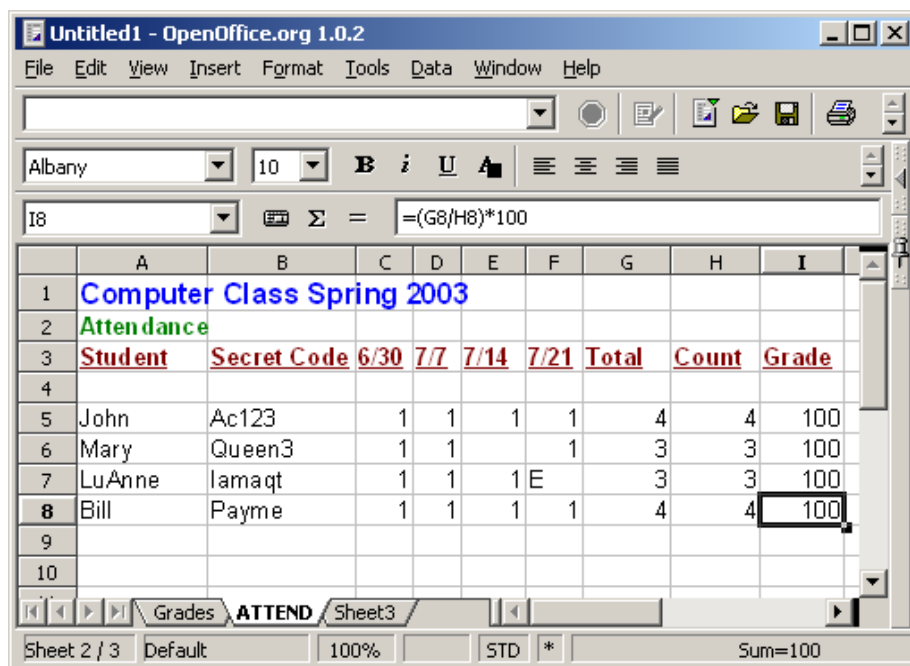 Untitled1 - OpenOffice.org 1.0.2
File Edit View Insert Format Tools Data Window Help
Albany 10 B i U A
I8 Σ = =(G8/H8)*100
A B C D E F G H I
1 Computer Class Spring 2003
2 Attendance
3 Student Secret Code 6/30 7/7 7/14 7/21 Total Count Grade
4
5 John Ac123 1 1 1 1 4 4 100
6 Mary Queen3 1 1 1 3 3 100
7 LuAnne Iamaqt 1 1 1 E 3 3 100
8 Bill Payme 1 1 1 1 4 4 100
9
10
Grades ATTEND Sheet3
Sheet 2 / 3 Default 100% STD * Sum=100